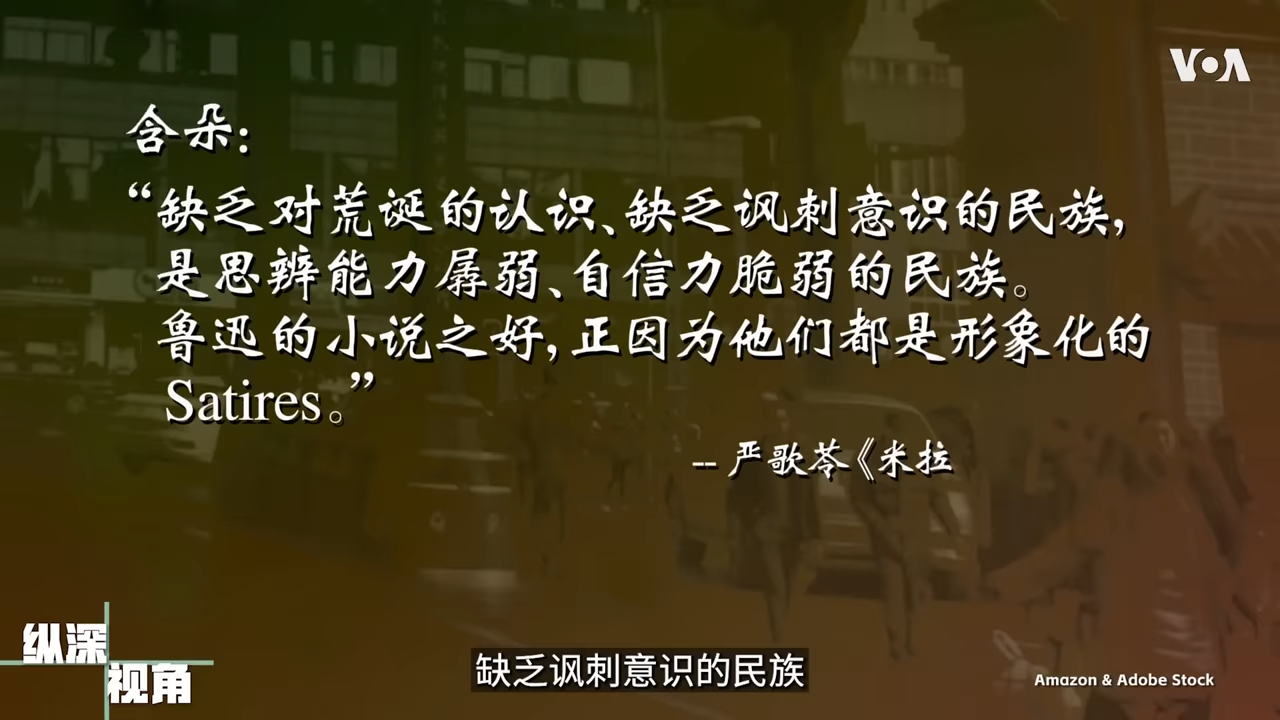 VOA
含朵：
“缺乏对荒诞的认识、缺乏讽刺意识的民族，
是思辨能力孱弱、自信力脆弱的民族。
鲁迅的小说之好，正因为他们都是形象化的
Satires。”
-- 严歌苓《米拉
纵深
视角
缺乏讽刺意识的民族
Amazon & Adobe Stock